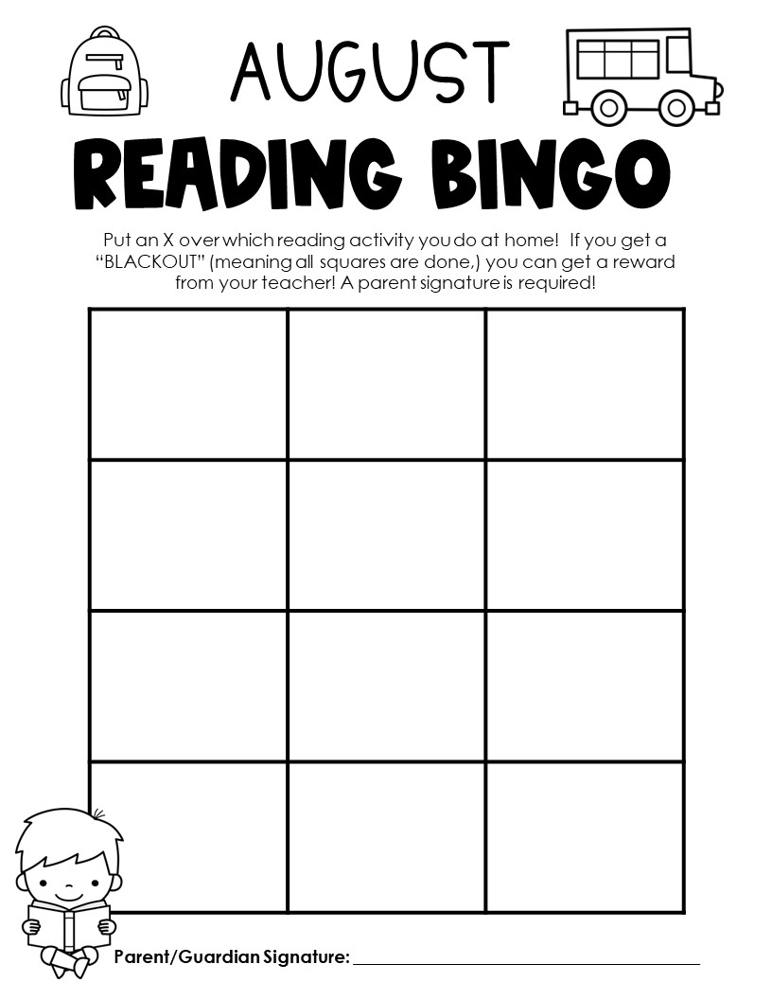 AUGUST
READING BINGO
Put an X over which reading activity you do at home! If you get a
“BLACKOUT” (meaning all squares are done,) you can get a reward
from your teacher! A parent signature is required!
Parent/Guardian Signature: ____________________________________